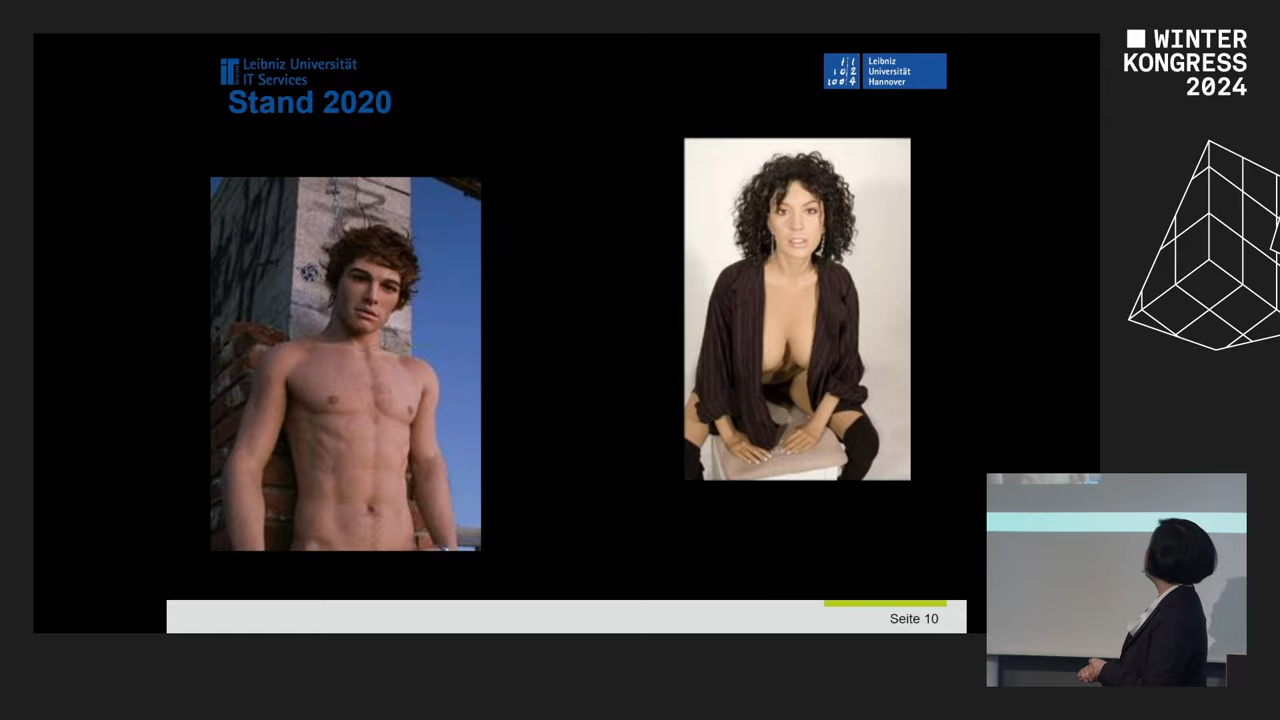 Leibniz Universität
IT Services
Stand 2020
Leibniz
Universität
Hannover
WINTER
KONGRESS
2024
Seite 10